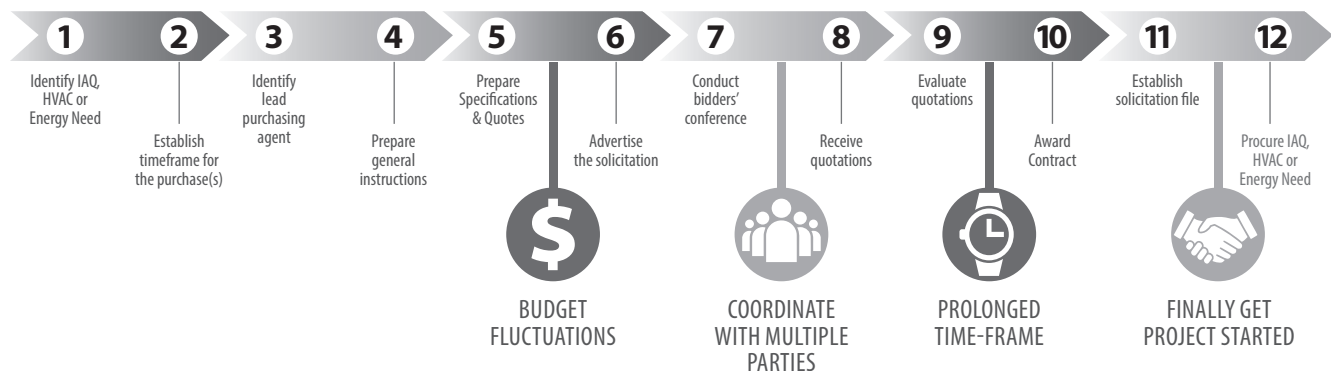 1 2 3 4 5 6 7 8 9 10 11 12
Identify IAQ,
HVAC or
Energy Need
Establish
timeframe for
the purchase(s)
Identify
lead
purchasing
agent
Prepare
general
instructions
Prepare
Specifications
& Quotes
Advertise
the solicitation
Conduct
bidders’
conference
Receive
quotations
Evaluate
quotations
Award
Contract
Establish
solicitation file
Procure IAQ,
HVAC or
Energy Need
$
BUDGET
FLUCTUATIONS
COORDINATE
WITH MULTIPLE
PARTIES
PROLONGED
TIME-FRAME
FINALLY GET
PROJECT STARTED